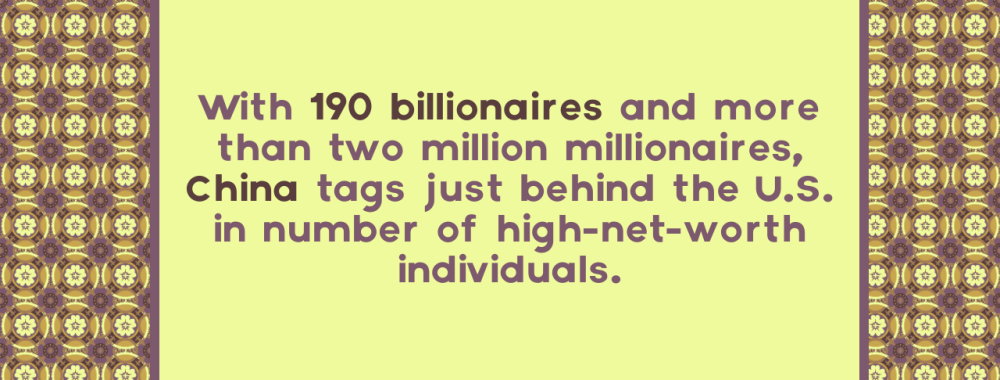 With 190 billionaires and more
than two million millionaires,
China tags just behind the U.S.
in number of high-net-worth
individuals.